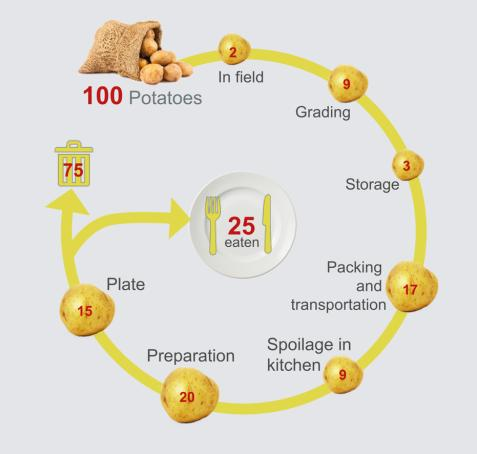 100 Potatoes
2
In field
9
Grading
3
Storage
Packing
and
transportation
17
Spoilage in
kitchen
9
Preparation
20
Plate
15
75
25
eaten